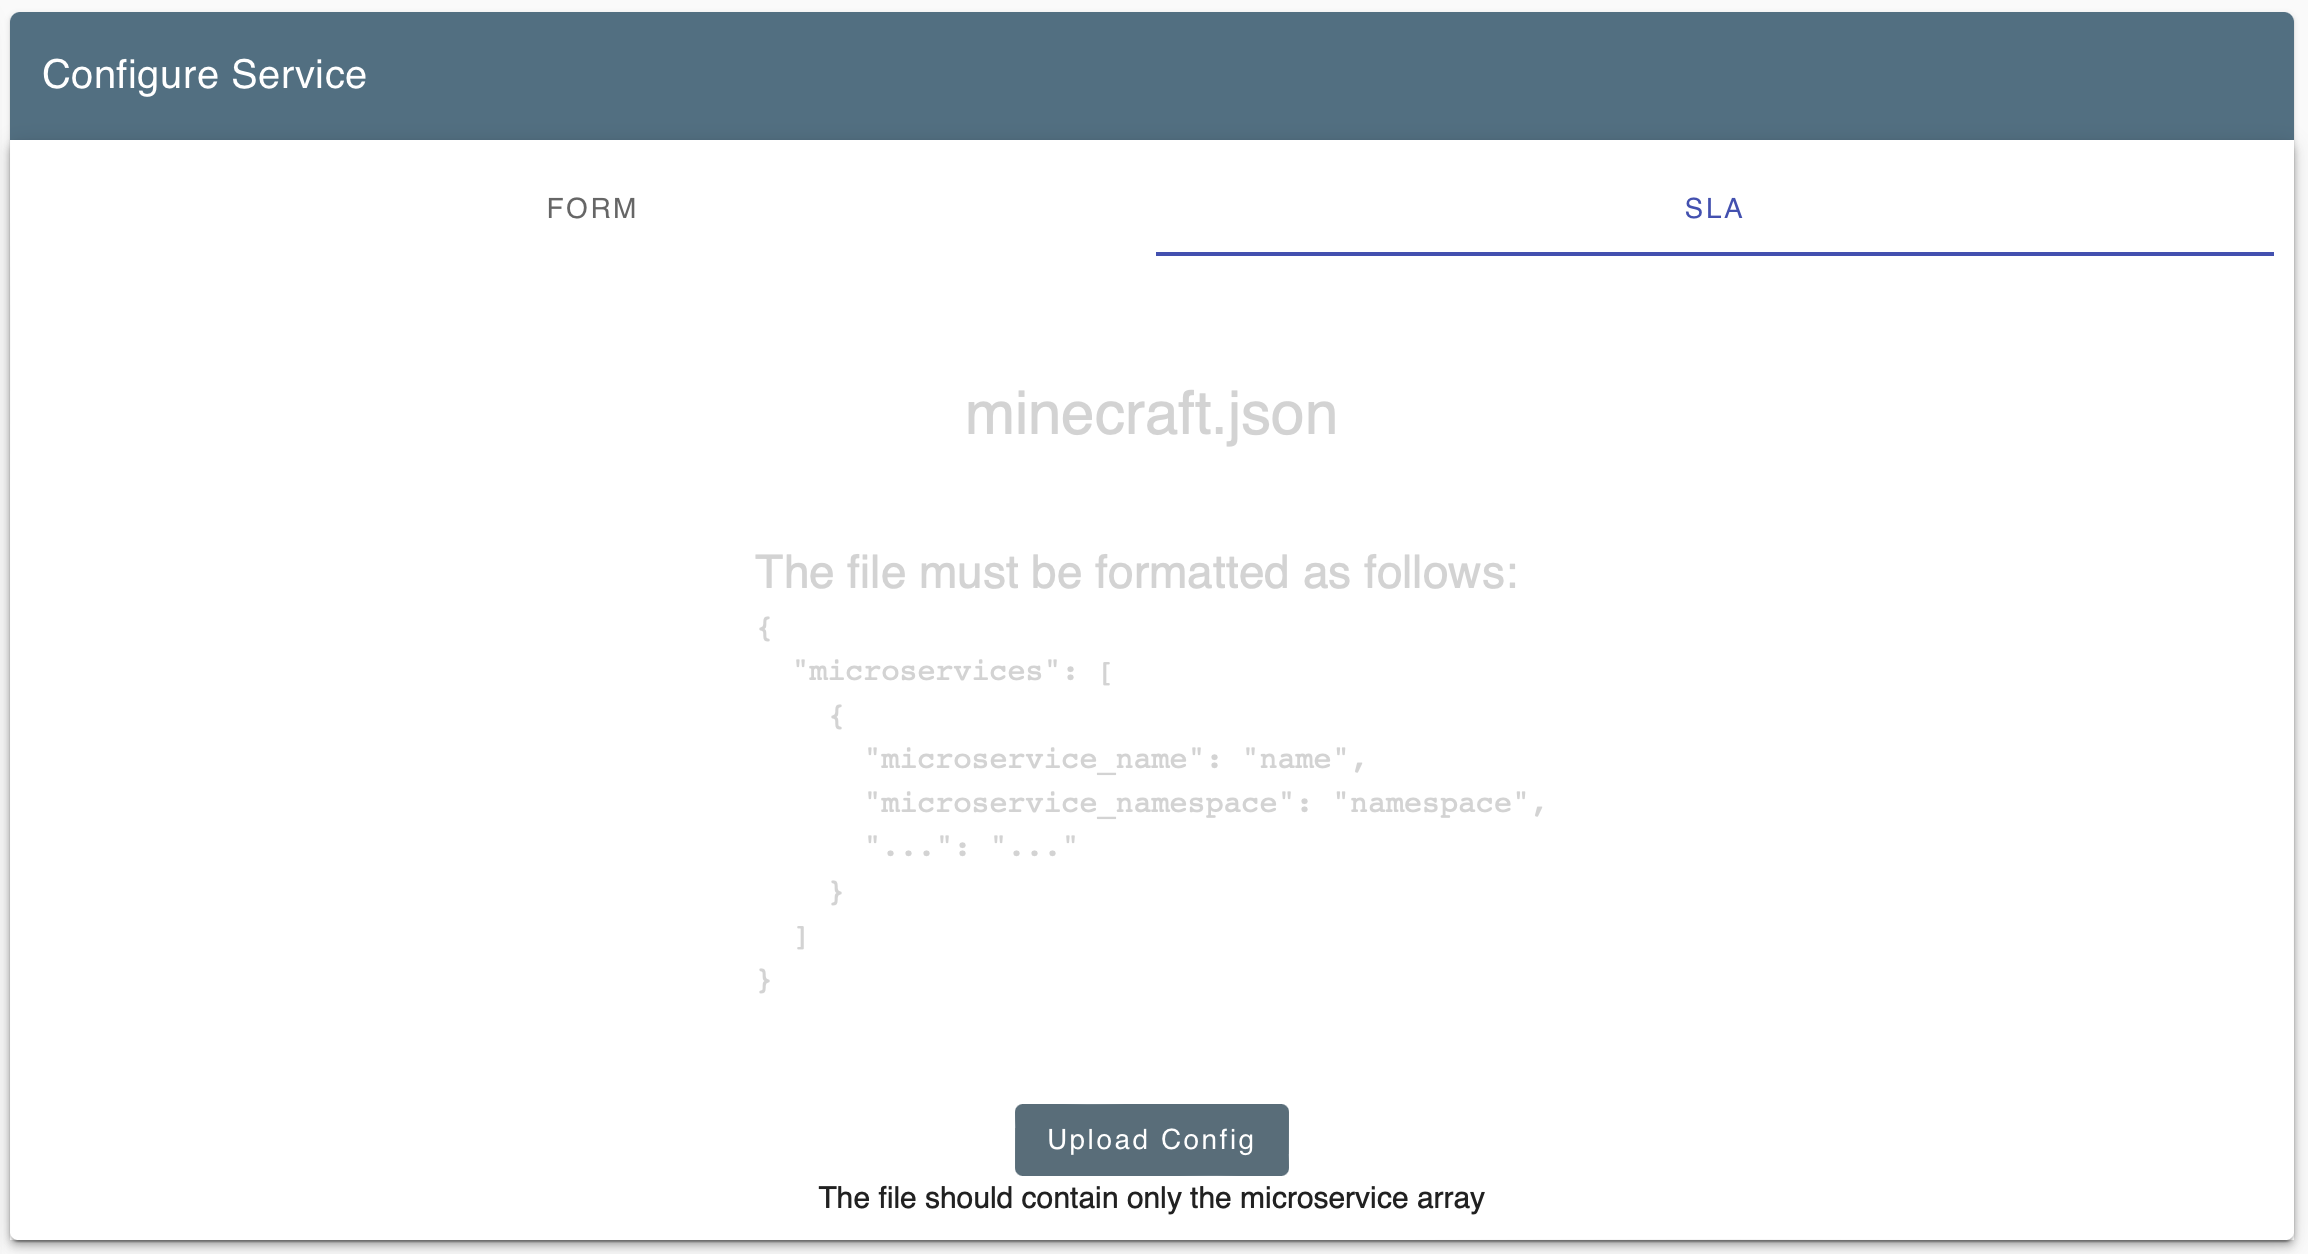 Configure Service
FORM
SLA
minecraft.json
The file must be formatted as follows:
{
"microservices": [
{
"microservice_name": "name",
"microservice_namespace": "namespace",
"...": "..."
}
]
}
Upload Config
The file should contain only the microservice array